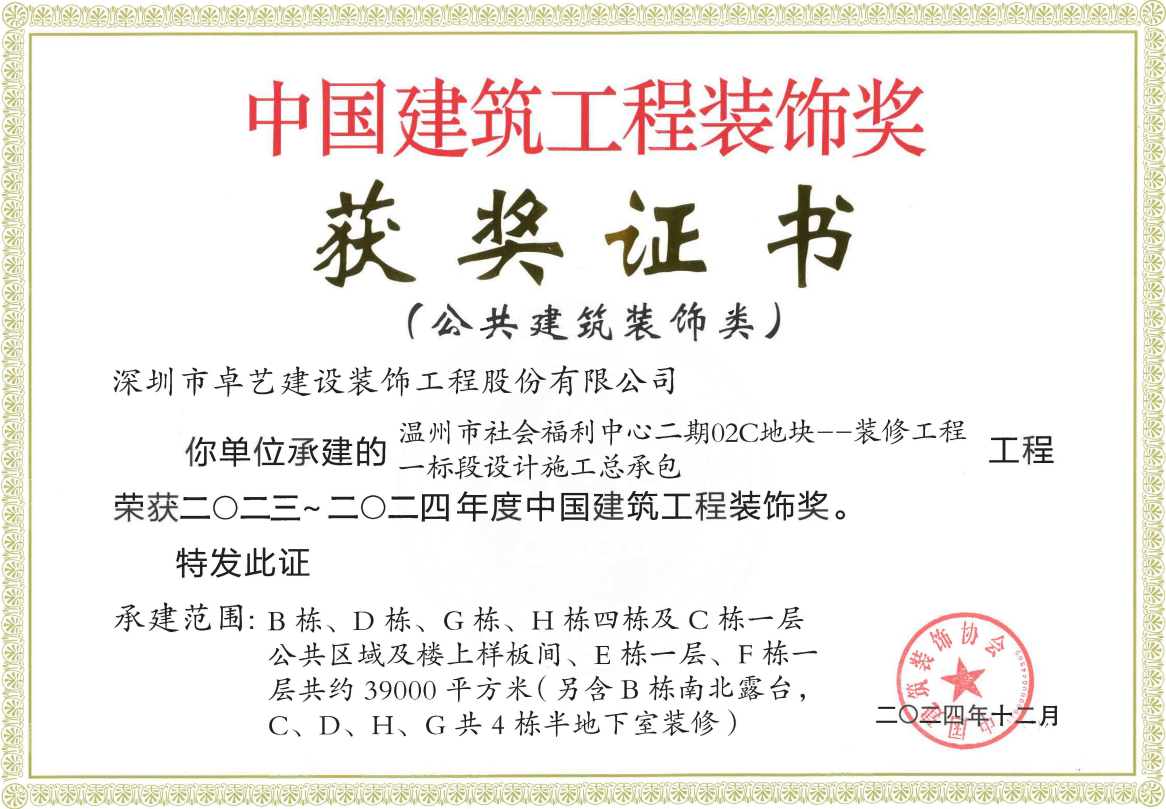 中国建筑工程装饰奖
获奖证书
（公共建筑装饰类）
深圳市卓艺建设装饰工程股份有限公司
你单位承建的 温州市社会福利中心二期02C地块--装修工程 工程
一标段设计施工总承包
荣获二〇二三~二〇二四年度中国建筑工程装饰奖。
特发此证
承建范围: B栋、D栋、G栋、H栋四栋及C栋一层
公共区域及楼上样板间、E栋一层、F栋一
层共约39000平方米（另含B栋南北露台，
C、D、H、G共4栋半地下室装修）
中国建筑装饰协会
二〇二四年十二月